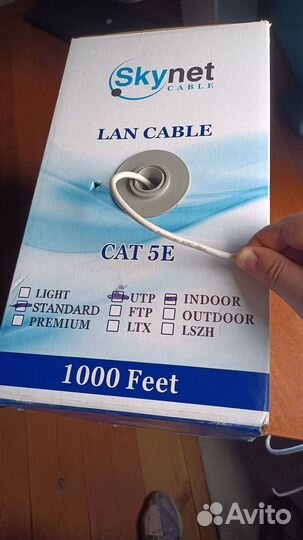 Skynet
CABLE
LAN CABLE
CAT 5E
LIGHT UTP INDOOR
STANDARD FTP OUTDOOR
PREMIUM LTX LSZH
1000 Feet
Avito